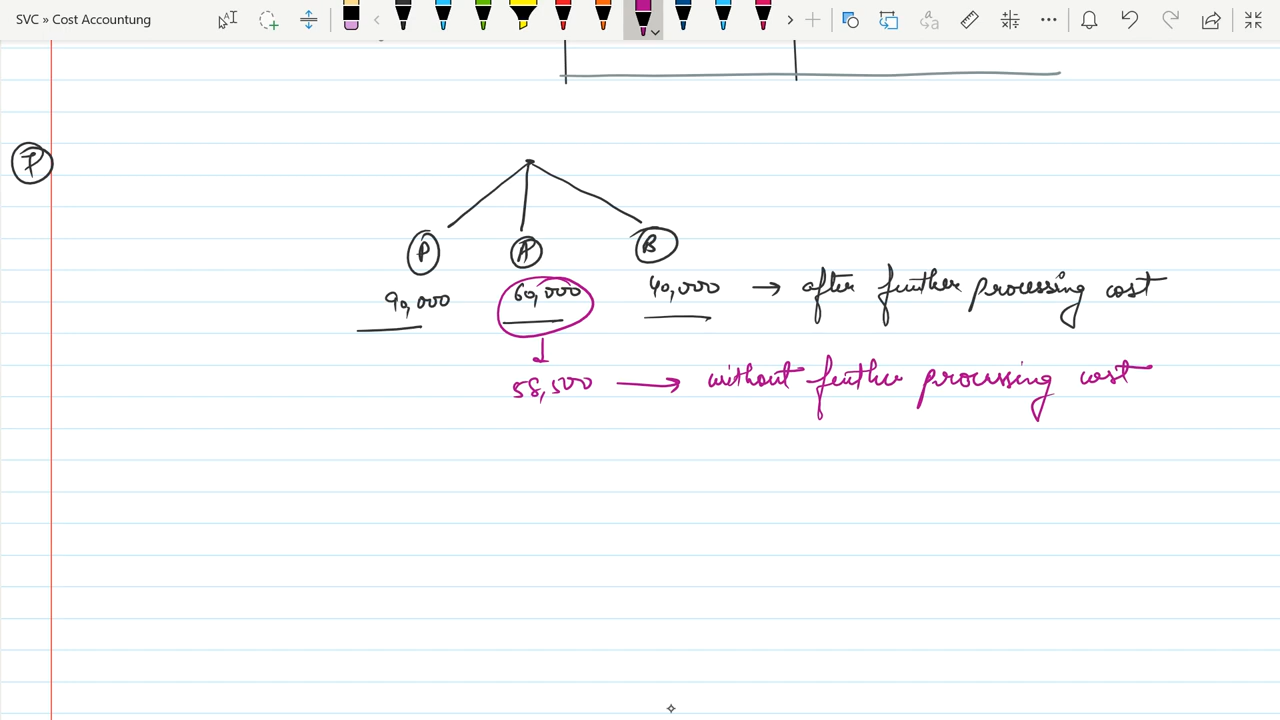 SVC » Cost Accountung
P
P A B
90,000 60,000 40,000 → after further processing cost
58,500 → without further processing cost